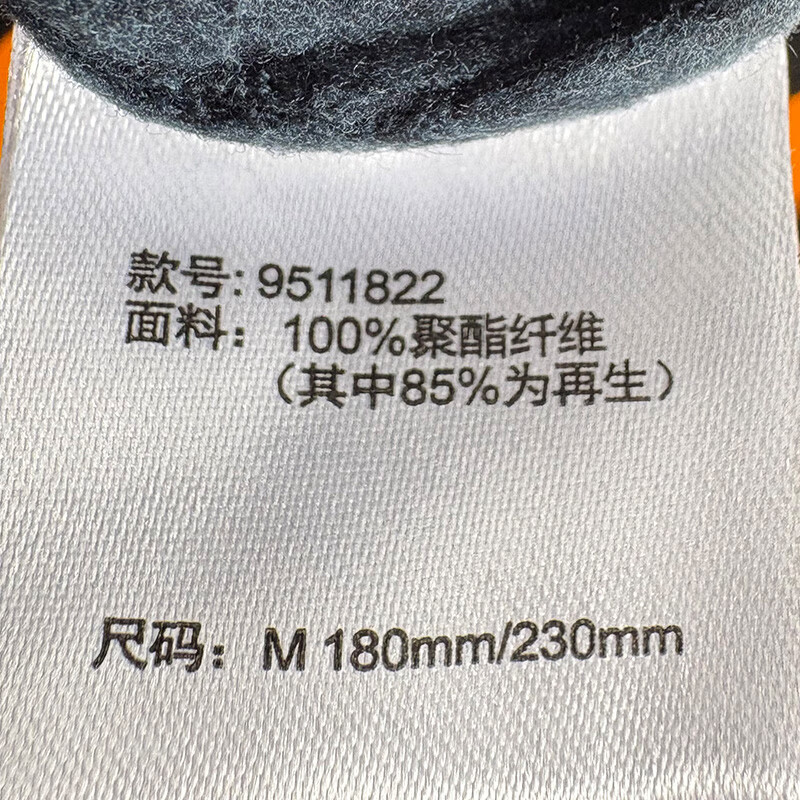 款号: 9511822
面料： 100%聚酯纤维
（其中85%为再生）
尺码： M 180mm/230mm